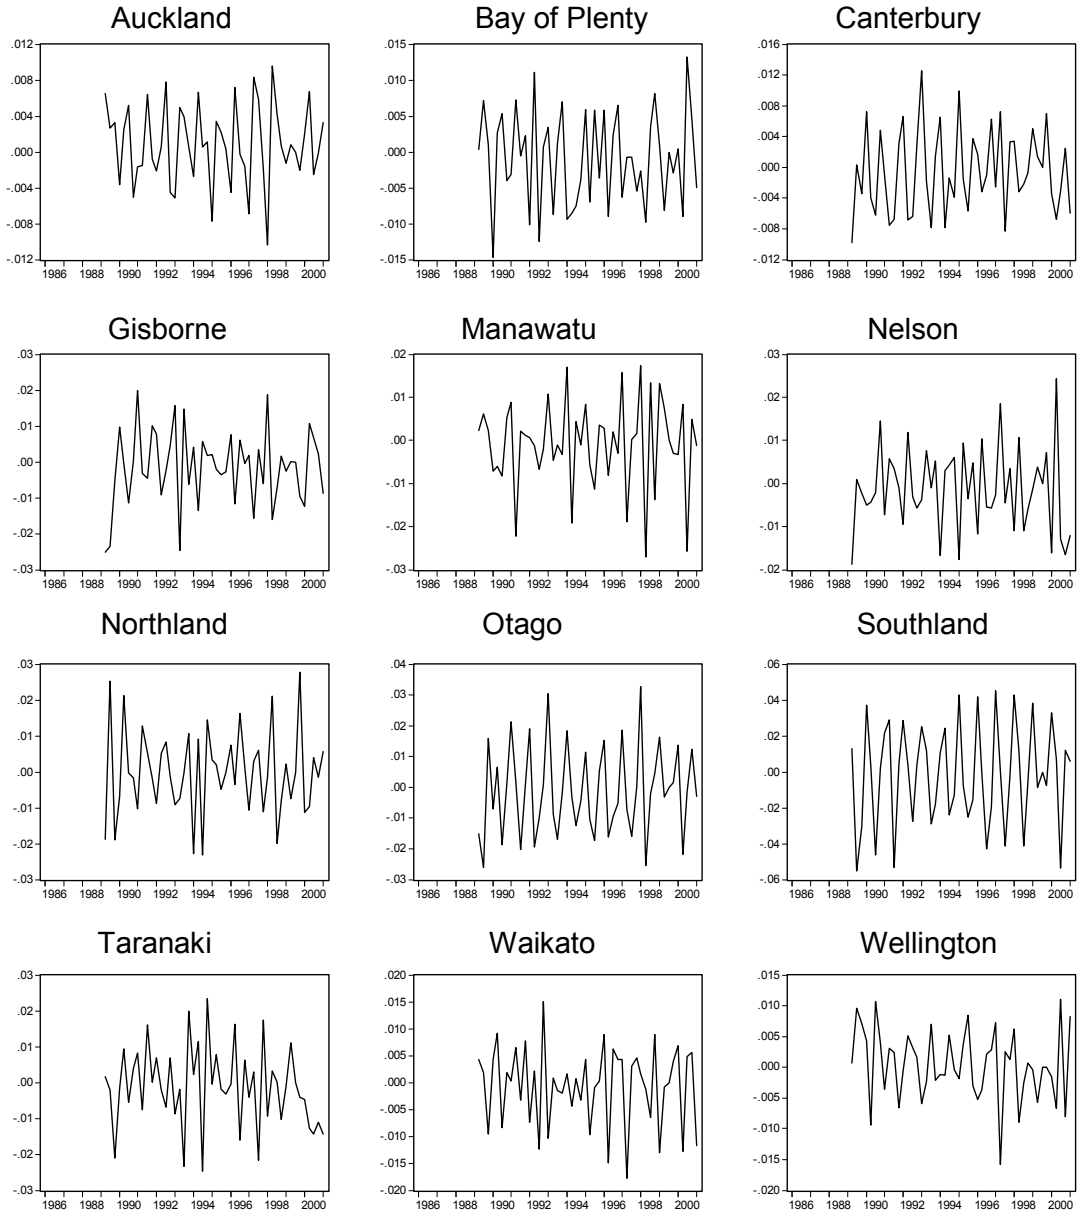 Auckland Bay of Plenty Canterbury
.012 .015 .016
.008 .010 .012
.004 .005 .008
.000 .000 .004
-.004 -.005 .000
-.008 -.010 -.004
-.012 -.015 -.008
-.012
1986 1988 1990 1992 1994 1996 1998 2000 1986 1988 1990 1992 1994 1996 1998 2000 1986 1988 1990 1992 1994 1996 1998 2000
Gisborne Manawatu Nelson
.03 .02 .03
.02 .01 .02
.01 .00 .01
.00 -.01 .00
-.01 -.02 -.01
-.02 -.03 -.02
-.03
1986 1988 1990 1992 1994 1996 1998 2000 1986 1988 1990 1992 1994 1996 1998 2000 1986 1988 1990 1992 1994 1996 1998 2000
Northland Otago Southland
.03 .04 .06
.02 .03 .04
.01 .02 .02
.00 .01 .00
-.01 .00 -.02
-.02 -.01 -.04
-.03 -.02 -.06
-.03
1986 1988 1990 1992 1994 1996 1998 2000 1986 1988 1990 1992 1994 1996 1998 2000 1986 1988 1990 1992 1994 1996 1998 2000
Taranaki Waikato Wellington
.03 .020 .015
.02 .015 .010
.01 .010 .005
.00 .005 .000
-.01 .000 -.005
-.02 -.005 -.010
-.03 -.010 -.015
-.015 -.020
-.020
1986 1988 1990 1992 1994 1996 1998 2000 1986 1988 1990 1992 1994 1996 1998 2000 1986 1988 1990 1992 1994 1996 1998 2000